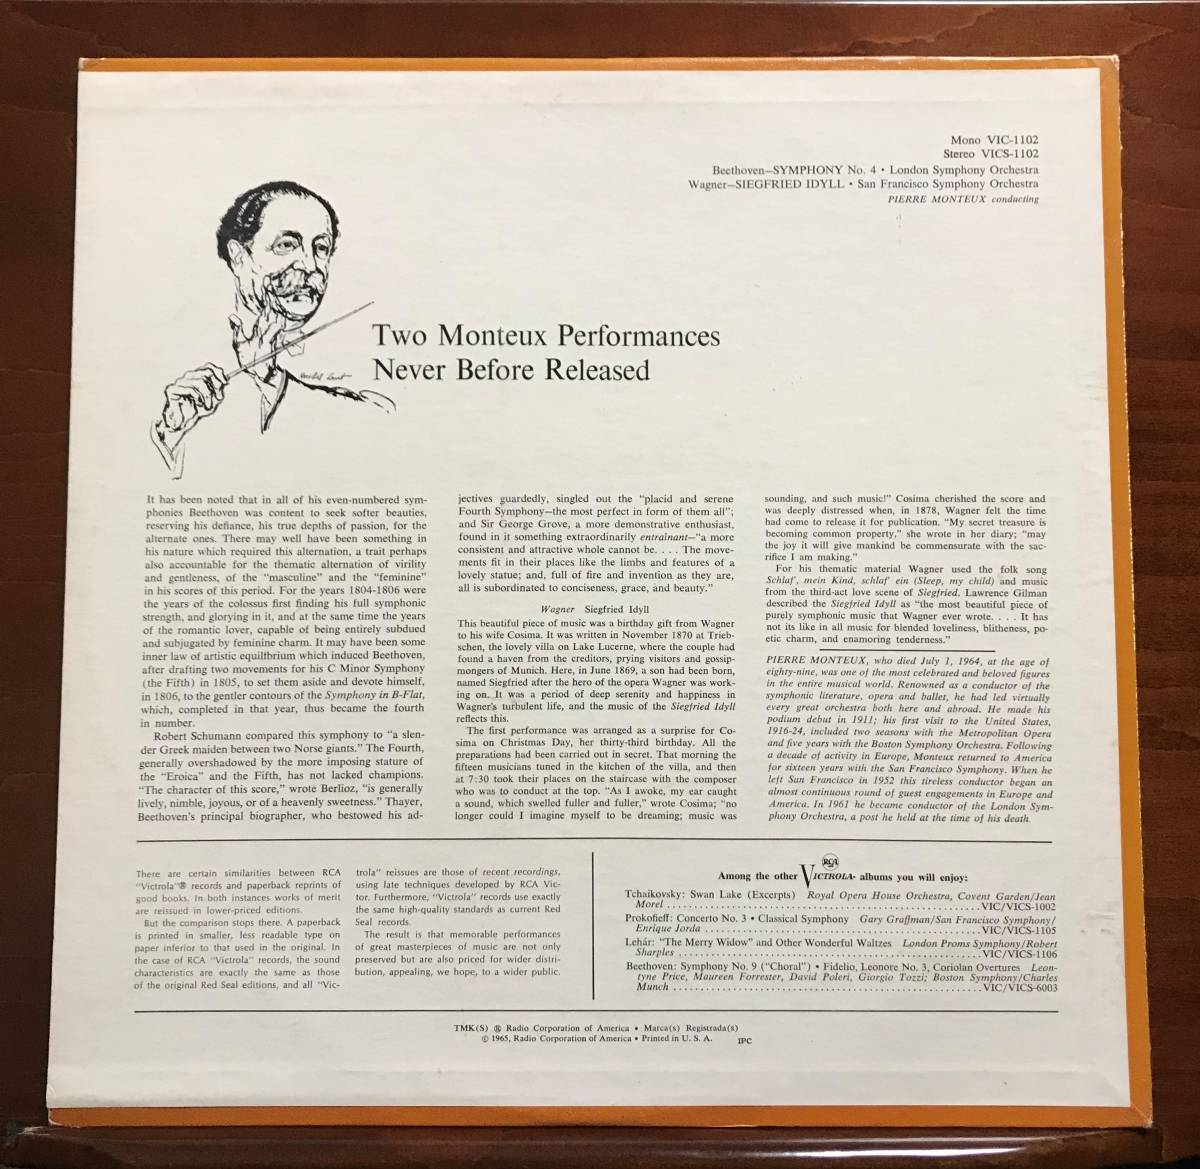 Mono VIC-1102
Stereo VICS-1102
Beethoven—SYMPHONY No. 4 • London Symphony Orchestra
Wagner—SIEGFRIED IDYLL • San Francisco Symphony Orchestra
PIERRE MONTEUX conducting
Two Monteux Performances
Never Before Released
It has been noted that in all of his even-numbered sym-
phonies Beethoven was content to seek softer beauties,
reserving his defiance, his true depths of passion, for the
alternate ones. There may well have been something in
his nature which required this alternation, a trait perhaps
also accountable for the thematic alternation of virility
and gentleness, of the “masculine” and the “feminine”
in his scores of this period. For the years 1804-1806 were
the years of the colossus first finding his full symphonic
strength, and glorying in it, and at the same time the years
of the romantic lover, capable of being entirely subdued
and subjugated by feminine charm. It may have been some
inner law of artistic equilibrium which induced Beethoven,
after drafting two movements for his C Minor Symphony
(the Fifth) in 1805, to set them aside and devote himself,
in 1806, to the gentler contours of the Symphony in B-Flat,
which, completed in that year, thus became the fourth
in number.
Robert Schumann compared this symphony to “a slen-
der Greek maiden between two Norse giants.” The Fourth,
generally overshadowed by the more imposing stature of
the “Eroica” and the Fifth, has not lacked champions.
“The character of this score,” wrote Berlioz, “is generally
lively, nimble, joyous, or of a heavenly sweetness.” Thayer,
Beethoven’s principal biographer, who bestowed his ad-
jectives guardedly, singled out the “placid and serene
Fourth Symphony—the most perfect in form of them all”;
and Sir George Grove, a more demonstrative enthusiast,
found in it something extraordinarily entraînant—“a more
consistent and attractive whole cannot be. . . . The move-
ments fit in their places like the limbs and features of a
lovely statue; and, full of fire and invention as they are,
all is subordinated to conciseness, grace, and beauty.”
Wagner Siegfried Idyll
This beautiful piece of music was a birthday gift from Wagner
to his wife Cosima. It was written in November 1870 at Trieb-
schen, the lovely villa on Lake Lucerne, where the couple had
found a haven from the creditors, prying visitors and gossip-
mongers of Munich. Here, in June 1869, a son had been born,
named Siegfried after the hero of the opera Wagner was work-
ing on. It was a period of deep serenity and happiness in
Wagner’s turbulent life, and the music of the Siegfried Idyll
reflects this.
The first performance was arranged as a surprise for Co-
sima on Christmas Day, her thirty-third birthday. All the
preparations had been carried out in secret. That morning the
fifteen musicians tuned in the kitchen of the villa, and then
at 7:30 took their places on the staircase with the composer
who was to conduct at the top. “As I awoke, my ear caught
a sound, which swelled fuller and fuller,” wrote Cosima; “no
longer could I imagine myself to be dreaming; music was
sounding, and such music!” Cosima cherished the score and
was deeply distressed when, in 1878, Wagner felt the time
had come to release it for publication. “My secret treasure is
becoming common property,” she wrote in her diary; “may
the joy it will give mankind be commensurate with the sac-
rifice I am making.”
For his thematic material Wagner used the folk song
Schlaf’, mein Kind, schlaf’ ein (Sleep, my child) and music
from the third-act love scene of Siegfried. Lawrence Gilman
described the Siegfried Idyll as “the most beautiful piece of
purely symphonic music that Wagner ever wrote. . . . It has
not its like in all music for blended loveliness, blitheness, po-
etic charm, and enamoring tenderness.”
PIERRE MONTEUX, who died July 1, 1964, at the age of
eighty-nine, was one of the most celebrated and beloved figures
in the entire musical world. Renowned as a conductor of the
symphonic literature, opera and ballet, he had led virtually
every great orchestra both here and abroad. He made his
podium debut in 1911; his first visit to the United States,
1916-24, included two seasons with the Metropolitan Opera
and five years with the Boston Symphony Orchestra. Following
a decade of activity in Europe, Monteux returned to America
for sixteen years with the San Francisco Symphony. When he
left San Francisco in 1952 this tireless conductor began an
almost continuous round of guest engagements in Europe and
America. In 1961 he became conductor of the London Sym-
phony Orchestra, a post he held at the time of his death.
There are certain similarities between RCA
“Victrola”® records and paperback reprints of
good books. In both instances works of merit
are reissued in lower-priced editions.
But the comparison stops there. A paperback
is printed in smaller, less readable type on
paper inferior to that used in the original. In
the case of RCA “Victrola” records, the sound
characteristics are exactly the same as those
of the original Red Seal editions, and all “Vic-
trola” reissues are those of recent recordings,
using late techniques developed by RCA Vic-
tor. Furthermore, “Victrola” records use exactly
the same high-quality standards as current Red
Seal records.
The result is that memorable performances
of great masterpieces of music are not only
preserved but are also priced for wider distri-
bution, appealing, we hope, to a wider public.
RCA
Among the other VICTROLA albums you will enjoy:
Tchaikovsky: Swan Lake (Excerpts) Royal Opera House Orchestra, Covent Garden/Jean
Morel . . . . . VIC/VICS-1002
Prokofieff: Concerto No. 3 • Classical Symphony Gary Graffman/San Francisco Symphony/
Enrique Jorda . . . . . VIC/VICS-1105
Lehár: “The Merry Widow” and Other Wonderful Waltzes London Proms Symphony/Robert
Sharples . . . . . VIC/VICS-1106
Beethoven: Symphony No. 9 (“Choral”) • Fidelio, Leonore No. 3, Coriolan Overtures Leon-
tyne Price, Maureen Forrester, David Poleri, Giorgio Tozzi; Boston Symphony/Charles
Munch . . . . . VIC/VICS-6003
TMK(S) ® Radio Corporation of America • Marca(s) Registrada(s)
© 1965, Radio Corporation of America • Printed in U. S. A. IPC